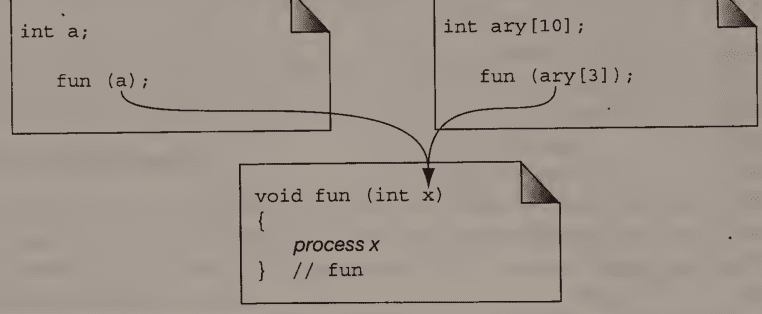 int a;
fun (a);
int ary[10];
fun (ary[3]);
void fun (int x)
{
process x
} // fun